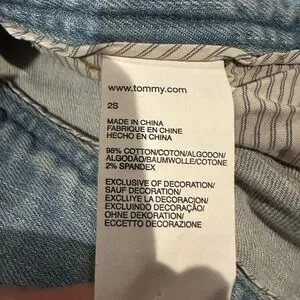 www.tommy.com
2S
MADE IN CHINA
FABRIQUE EN CHINE
HECHO EN CHINA
98% COTTON/COTON/ALGODON/
ALGODÃO/BAUMWOLLE/COTONE
2% SPANDEX
EXCLUSIVE OF DECORATION/
SAUF DECORATION/
EXCLUYE LA DECORACION/
EXCLUINDO DECORAÇÃO/
OHNE DEKORATION/
ECCETTO DECORAZIONE